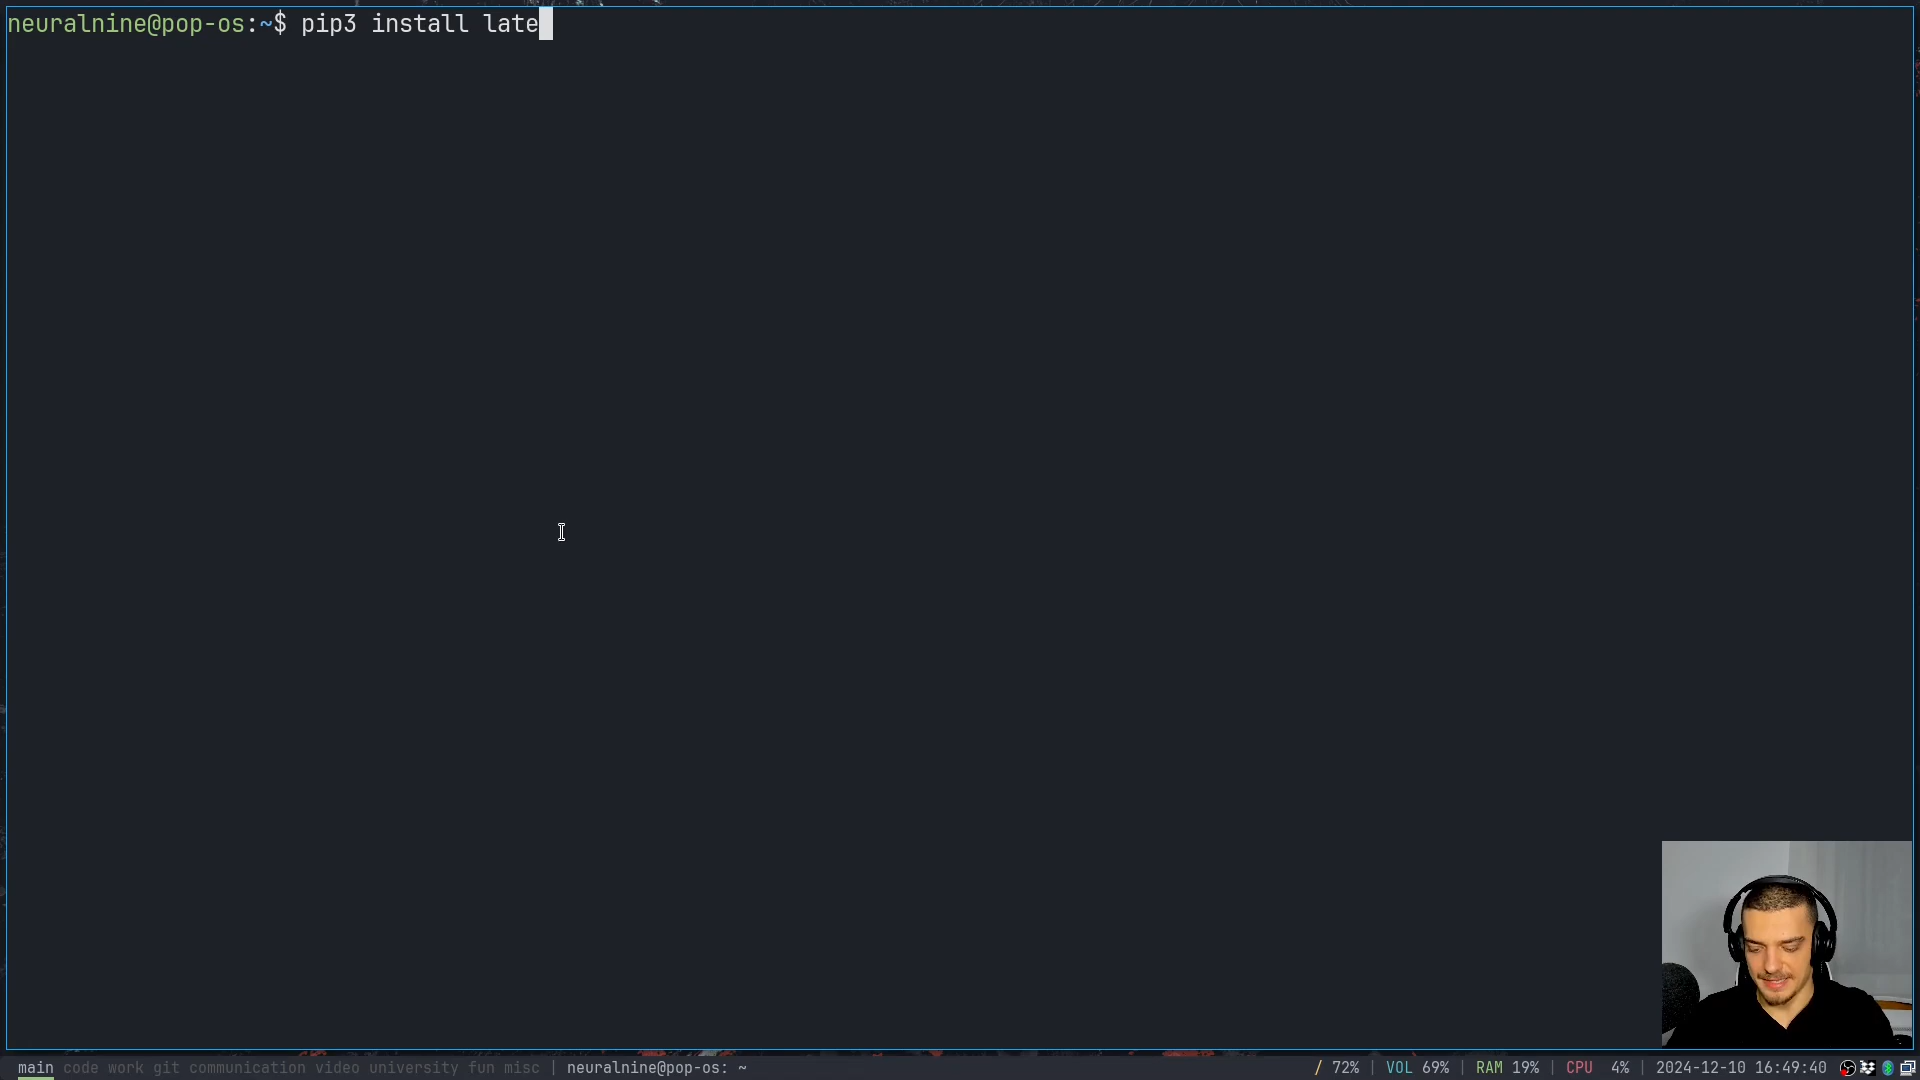 neuralnine@pop-os:~$ pip3 install late
main code work git communication video university fun misc | neuralnine@pop-os: ~
/ 72% | VOL 69% | RAM 19% | CPU 4% | 2024-12-10 16:49:40